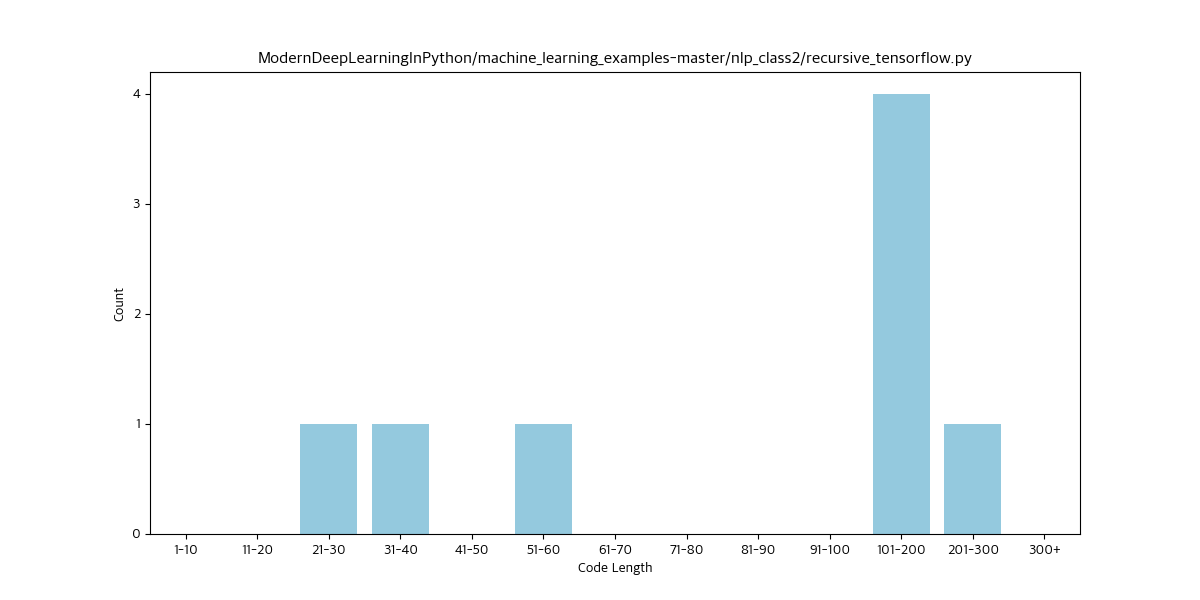 ModernDeepLearningInPython/machine_learning_examples-master/nlp_class2/recursive_tensorflow.py
4
3
2
1
0
Count
1-10 11-20 21-30 31-40 41-50 51-60 61-70 71-80 81-90 91-100 101-200 201-300 300+
Code Length